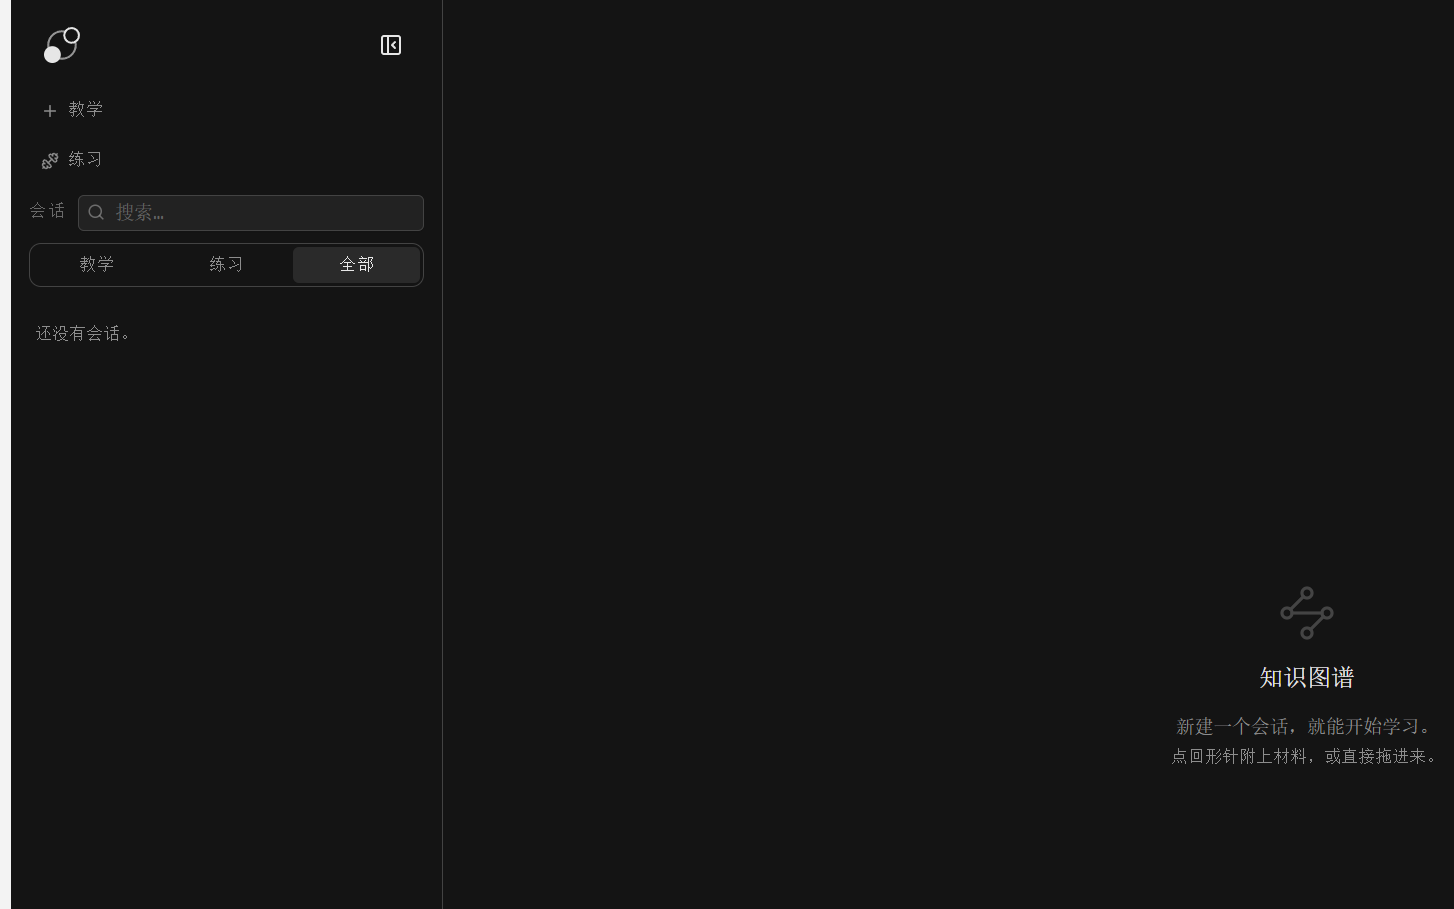 教学
练习
会话
搜索...
教学 练习 全部
还没有会话。
知识图谱
新建一个会话，就能开始学习。
点回形针附上材料，或直接拖进来。